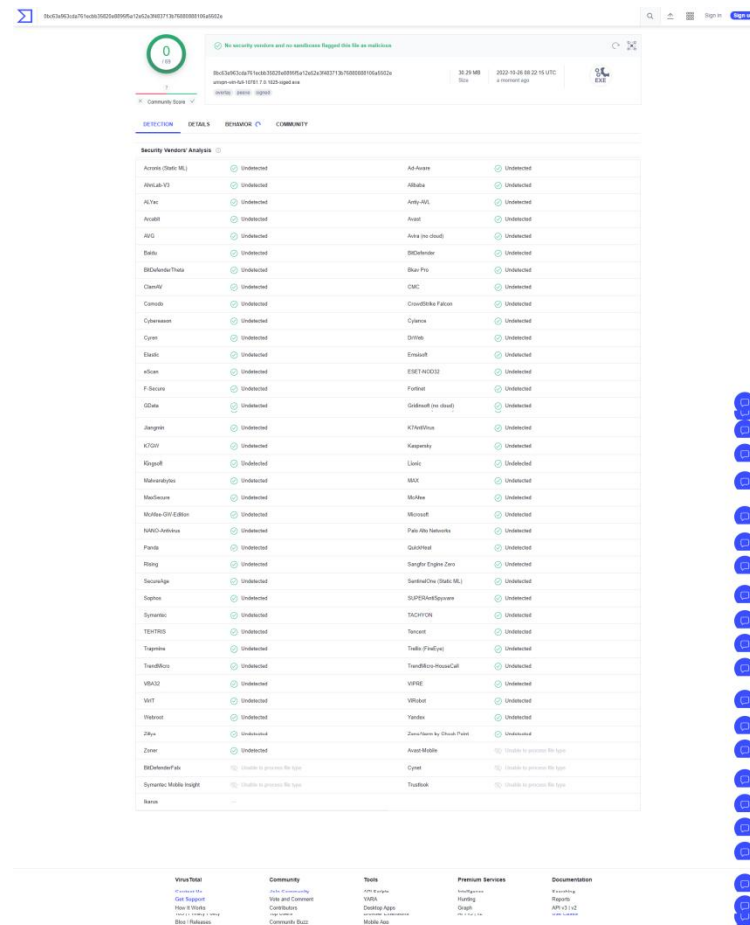 Sign in
Sign u
0
/ 69
No security vendors and no sandboxes flagged this file as malicious
30.29 MB
Size
2022-10-26 08:22:15 UTC
a moment ago
EXE
overlay peexe signed
Community Score
DETECTION DETAILS BEHAVIOR COMMUNITY
Security Vendors' Analysis
Acronis (Static ML) Undetected Ad-Aware Undetected
AhnLab-V3 Undetected Alibaba Undetected
ALYac Undetected Antiy-AVL Undetected
Arcabit Undetected Avast Undetected
AVG Undetected Avira (no cloud) Undetected
Baidu Undetected BitDefender Undetected
BitDefenderTheta Undetected Bkav Pro Undetected
ClamAV Undetected CMC Undetected
Comodo Undetected CrowdStrike Falcon Undetected
Cybereason Undetected Cylance Undetected
Cyren Undetected DrWeb Undetected
Elastic Undetected Emsisoft Undetected
eScan Undetected ESET-NOD32 Undetected
F-Secure Undetected Fortinet Undetected
GData Undetected Gridinsoft (no cloud) Undetected
Jiangmin Undetected K7AntiVirus Undetected
K7GW Undetected Kaspersky Undetected
Kingsoft Undetected Lionic Undetected
Malwarebytes Undetected MAX Undetected
MaxSecure Undetected McAfee Undetected
McAfee-GW-Edition Undetected Microsoft Undetected
NANO-Antivirus Undetected Palo Alto Networks Undetected
Panda Undetected QuickHeal Undetected
Rising Undetected Sangfor Engine Zero Undetected
SecureAge Undetected SentinelOne (Static ML) Undetected
Sophos Undetected SUPERAntiSpyware Undetected
Symantec Undetected TACHYON Undetected
TEHTRIS Undetected Tencent Undetected
Trapmine Undetected Trellix (FireEye) Undetected
TrendMicro Undetected TrendMicro-HouseCall Undetected
VBA32 Undetected VIPRE Undetected
VirIT Undetected ViRobot Undetected
Webroot Undetected Yandex Undetected
Zillya Undetected ZoneAlarm by Check Point Undetected
Zoner Undetected Avast-Mobile Unable to process file type
BitDefenderFalx Unable to process file type Cynet Unable to process file type
Symantec Mobile Insight Unable to process file type Trustlook Unable to process file type
Ikarus
VirusTotal Community Tools Premium Services Documentation
Contact Us Join Community API Scripts Intelligence Searching
Get Support Vote and Comment YARA Hunting Reports
How It Works Contributors Desktop Apps Graph API v3 / v2
Blog / Releases Community Buzz Mobile App